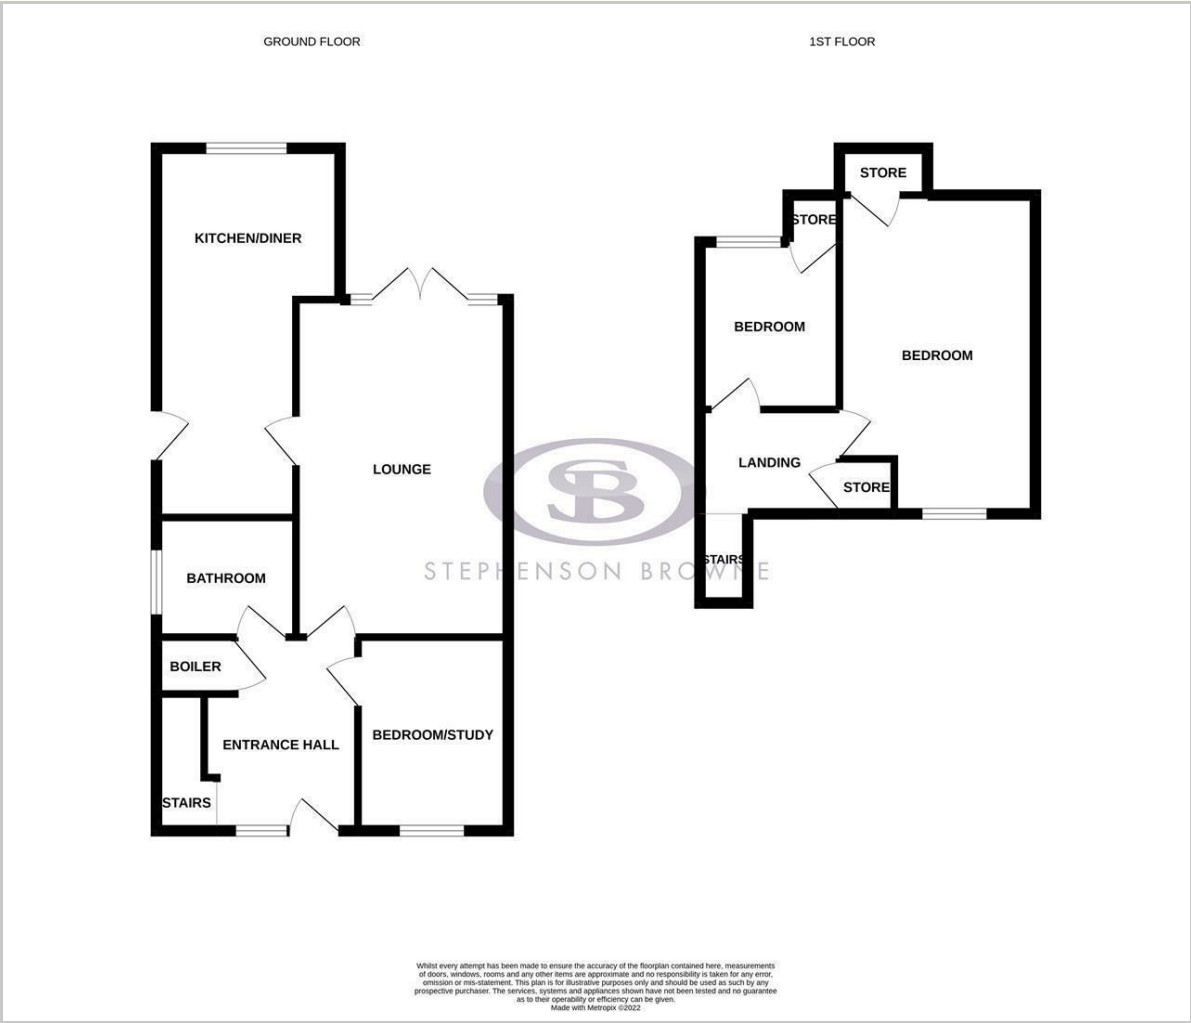 GROUND FLOOR
1ST FLOOR
KITCHEN/DINER
LOUNGE
BATHROOM
BOILER
ENTRANCE HALL
BEDROOM/STUDY
STAIRS
STORE
STORE
BEDROOM
BEDROOM
LANDING
STORE
STAIRS
SB
STEPHENSON BROWNE
Whilst every attempt has been made to ensure the accuracy of the floorplan contained here, measurements
of doors, windows, rooms and any other items are approximate and no responsibility is taken for any error,
omission or mis-statement. This plan is for illustrative purposes only and should be used as such by any
prospective purchaser. The services, systems and appliances shown have not been tested and no guarantee
as to their operability or efficiency can be given.
Made with Metropix ©2022